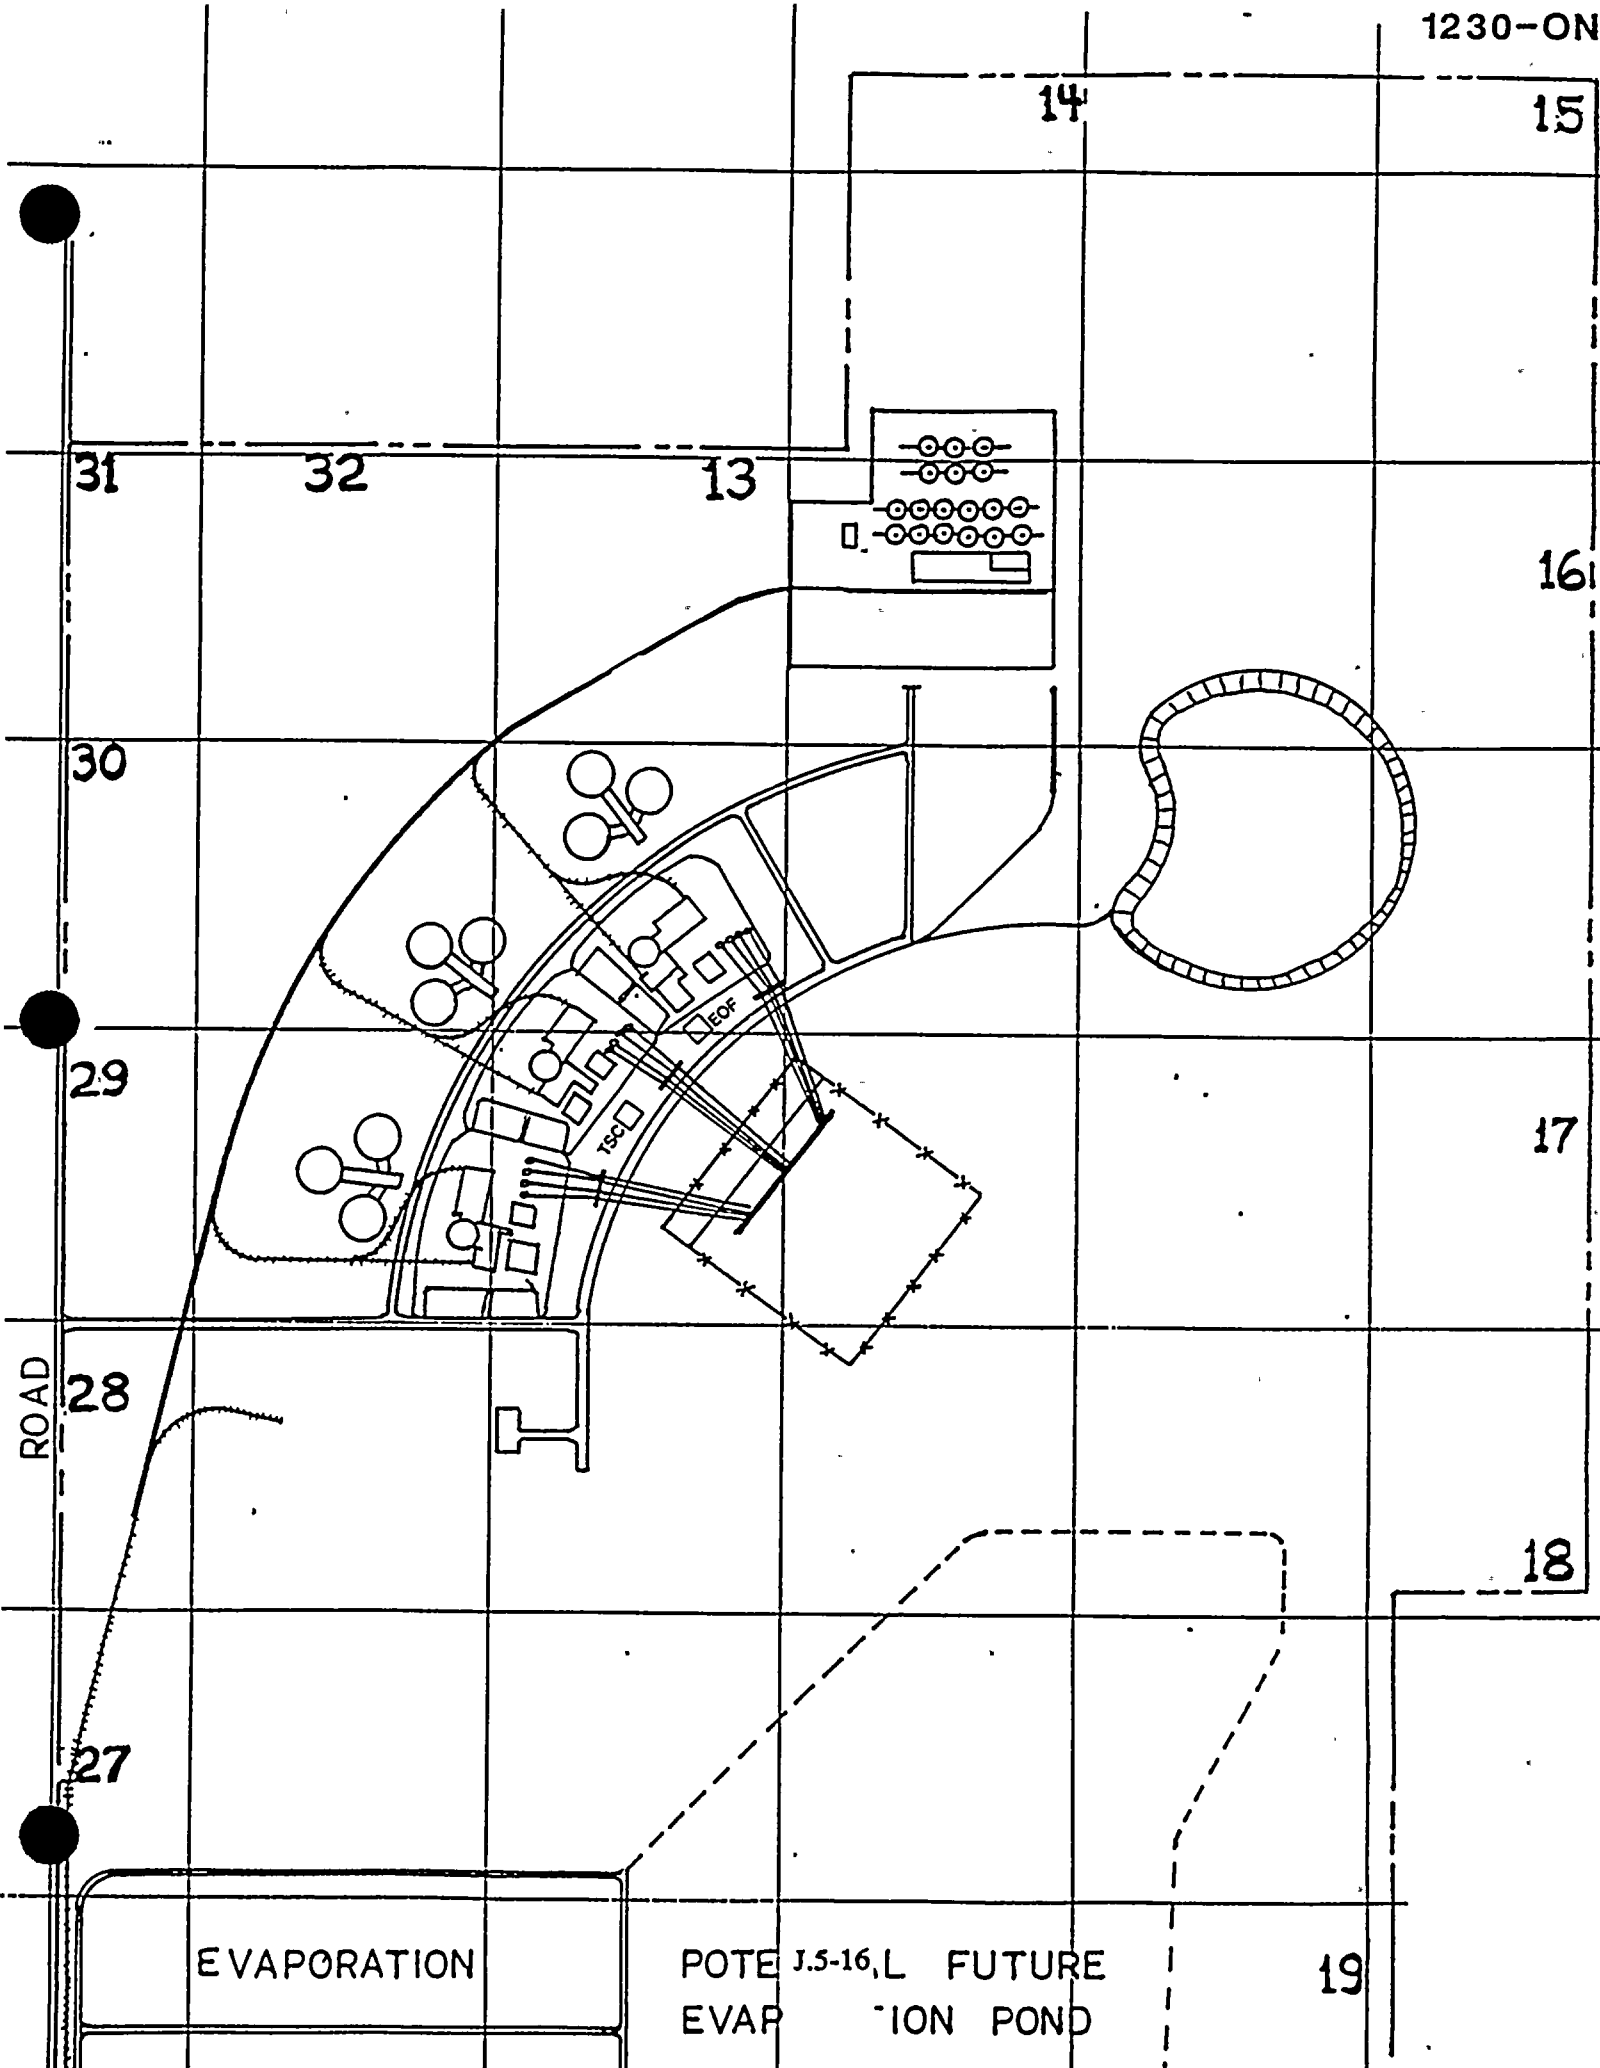 1230-ON
14
15
31
32
13
16
30
EOF
29
TSC
17
ROAD
28
18
27
EVAPORATION
POTE J.5-16 L FUTURE
EVAP TION POND
19